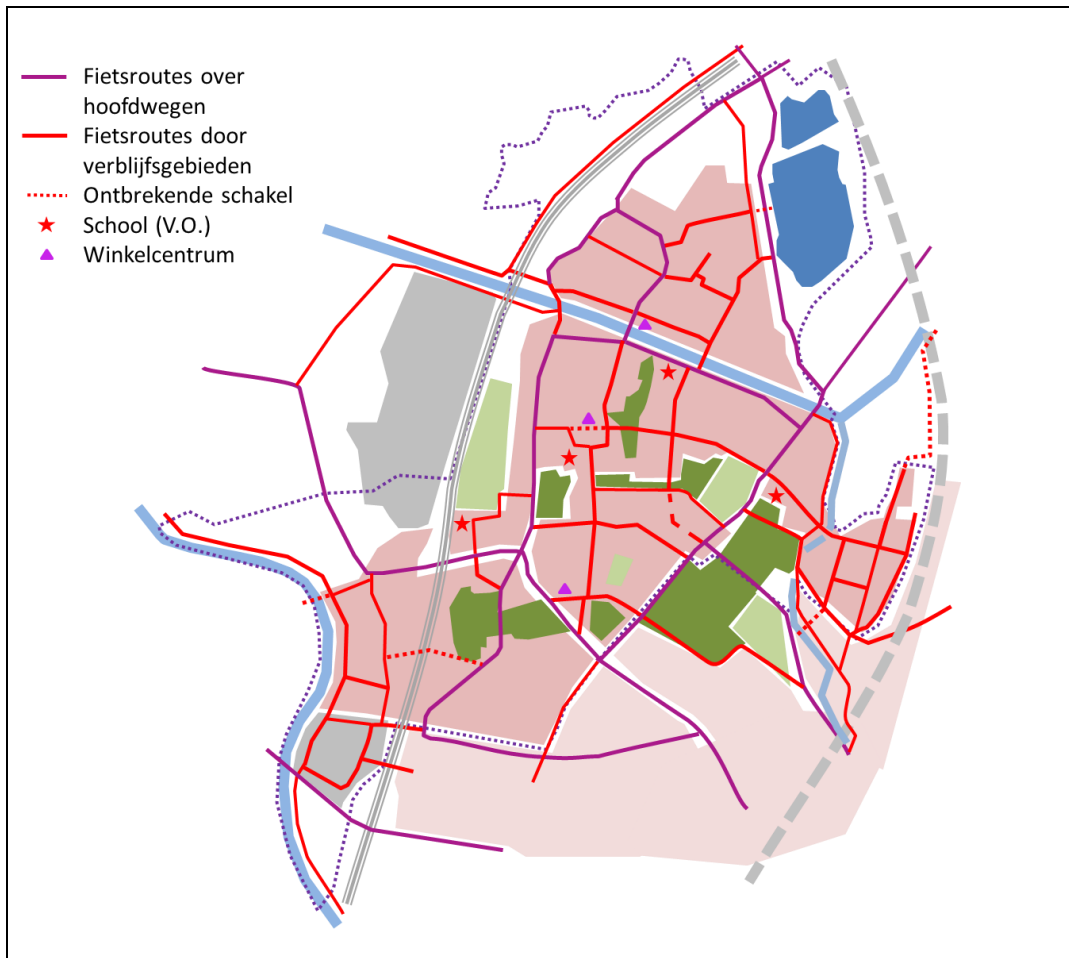 Fietsroutes over
hoofdwegen
Fietsroutes door
verblijfsgebieden
Ontbrekende schakel
School (V.O.)
Winkelcentrum